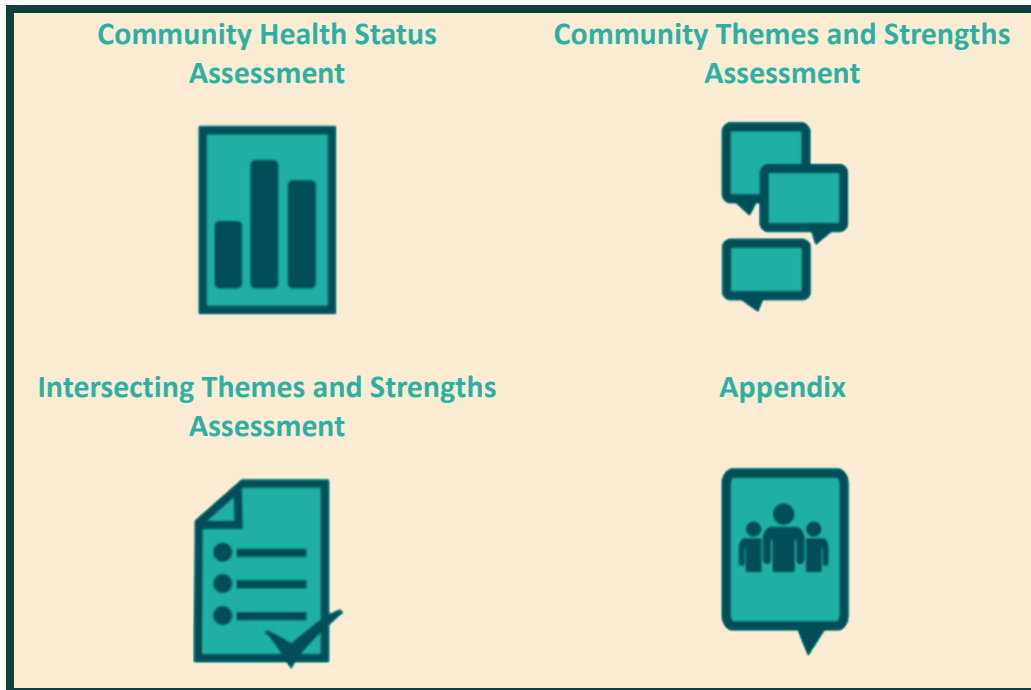 Community Health Status
Assessment
Community Themes and Strengths
Assessment
Intersecting Themes and Strengths
Assessment
Appendix